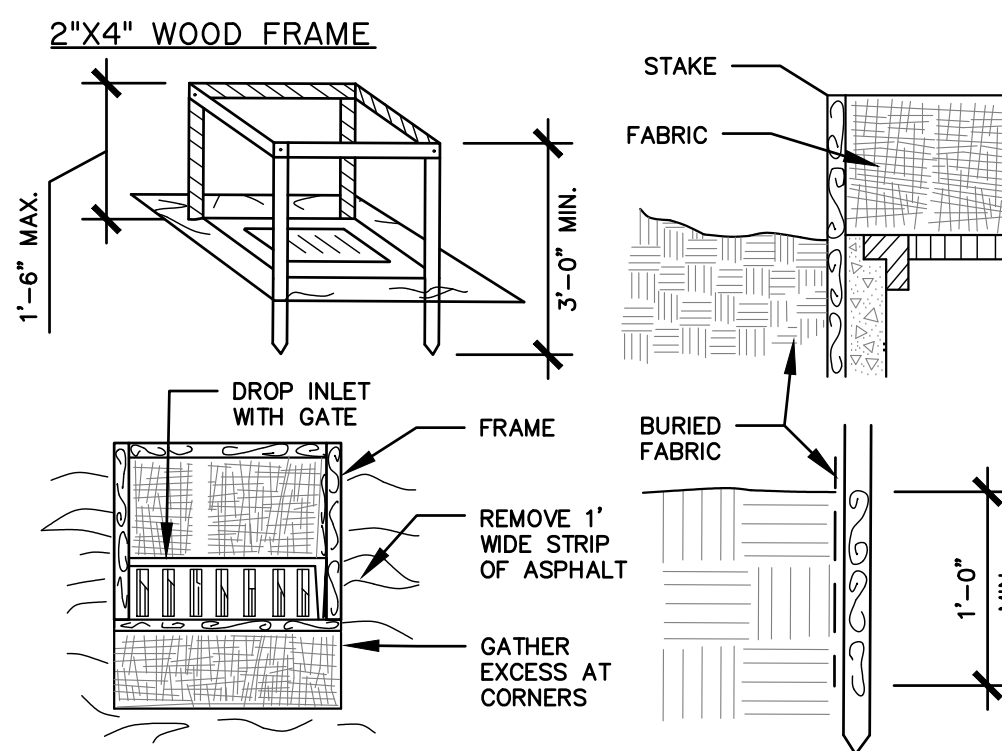 2"X4" WOOD FRAME
1'-6" MAX.
3'-0" MIN.
STAKE
FABRIC
DROP INLET
WITH GATE
FRAME
REMOVE 1'
WIDE STRIP
OF ASPHALT
GATHER
EXCESS AT
CORNERS
BURIED
FABRIC
1'-0"